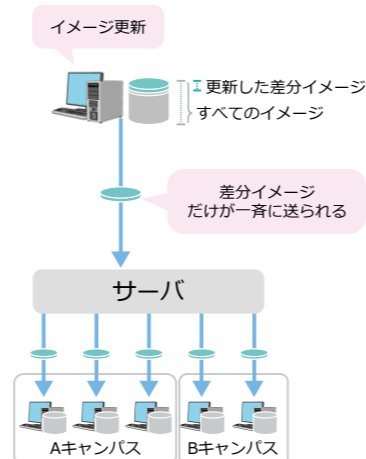 イメージ更新
更新した差分イメージ
すべてのイメージ
差分イメージ
だけが一斉に送られる
サーバ
Aキャンパス
Bキャンパス